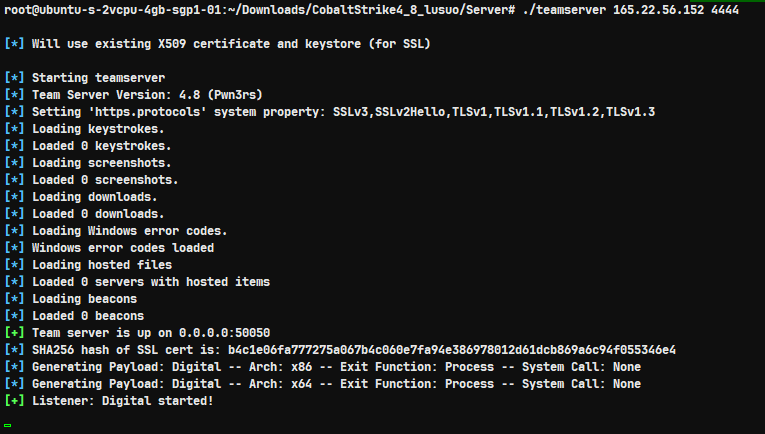 root@ubuntu-s-2vcpu-4gb-sgp1-01:~/Downloads/CobaltStrike4_8_lusuo/Server# ./teamserver 165.22.56.152 4444
[*] Will use existing X509 certificate and keystore (for SSL)
[*] Starting teamserver
[*] Team Server Version: 4.8 (Pwn3rs)
[*] Setting 'https.protocols' system property: SSLv3,SSLv2Hello,TLSv1,TLSv1.1,TLSv1.2,TLSv1.3
[*] Loading keystrokes.
[*] Loaded 0 keystrokes.
[*] Loading screenshots.
[*] Loaded 0 screenshots.
[*] Loading downloads.
[*] Loaded 0 downloads.
[*] Loading Windows error codes.
[*] Windows error codes loaded
[*] Loading hosted files
[*] Loaded 0 servers with hosted items
[*] Loading beacons
[*] Loaded 0 beacons
[+] Team server is up on 0.0.0.0:50050
[*] SHA256 hash of SSL cert is: b4c1e06fa777275a067b4c060e7fa94e386978012d61dcb869a6c94f055346e4
[*] Generating Payload: Digital -- Arch: x86 -- Exit Function: Process -- System Call: None
[*] Generating Payload: Digital -- Arch: x64 -- Exit Function: Process -- System Call: None
[+] Listener: Digital started!